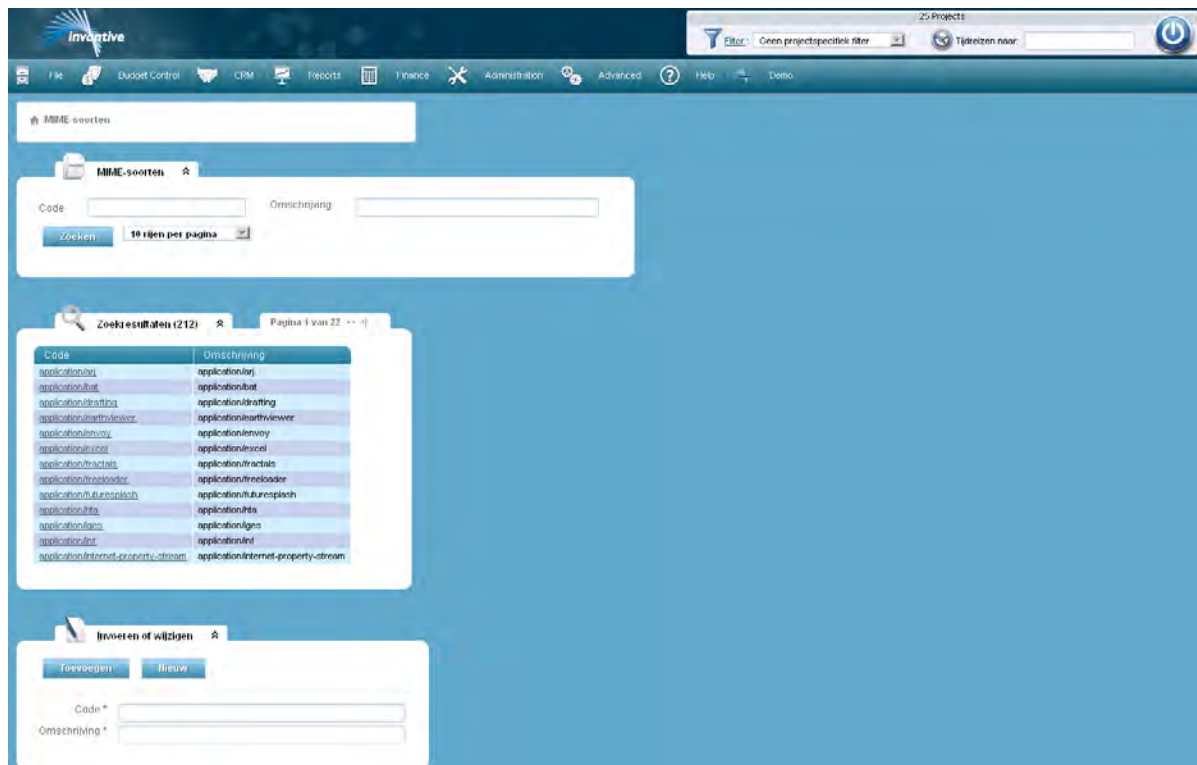 invantive
25 Projects
Filter: Geen projectspecifiek filter Tijdreizen naar:
File Budget Control CRM Reports Finance Administration Advanced Help Demo
MIME-soorten
MIME-soorten
Code Omschrijving
Zoeken 10 rijen per pagina
Zoekresultaten (212) Pagina 1 van 22
Code Omschrijving
application/arj application/arj
application/bat application/bat
application/drafting application/drafting
application/earthviewer application/earthviewer
application/envoy application/envoy
application/excel application/excel
application/fractals application/fractals
application/freeloader application/freeloader
application/futuresplash application/futuresplash
application/hta application/hta
application/iges application/iges
application/inf application/inf
application/internet-property-stream application/internet-property-stream
Invoeren of wijzigen
Toevoegen Nieuw
Code *
Omschrijving *